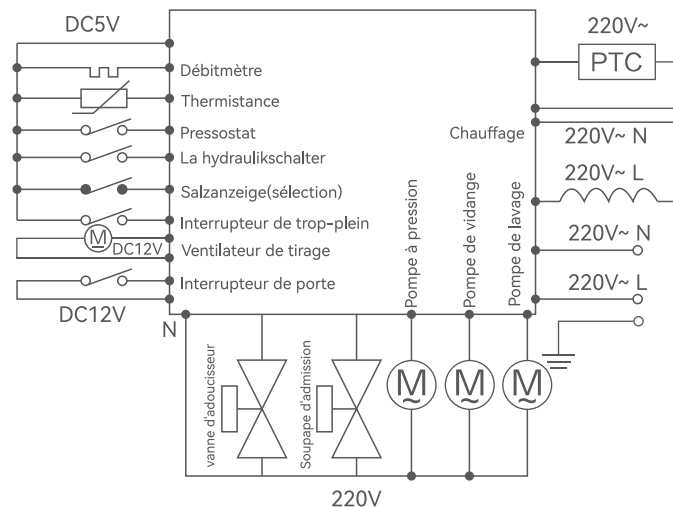 DC5V
Débitmètre
Thermistance
Pressostat
La hydraulikschalter
Salzanzeige(sélection)
Interrupteur de trop-plein
M
DC12V
Ventilateur de tirage
Interrupteur de porte
DC12V
N
220V~
PTC
Chauffage
220V~ N
220V~ L
220V~ N
220V~ L
Pompe à pression
Pompe de vidange
Pompe de lavage
vanne d'adoucisseur
Soupape d'admission
M
~
M
~
M
~
220V